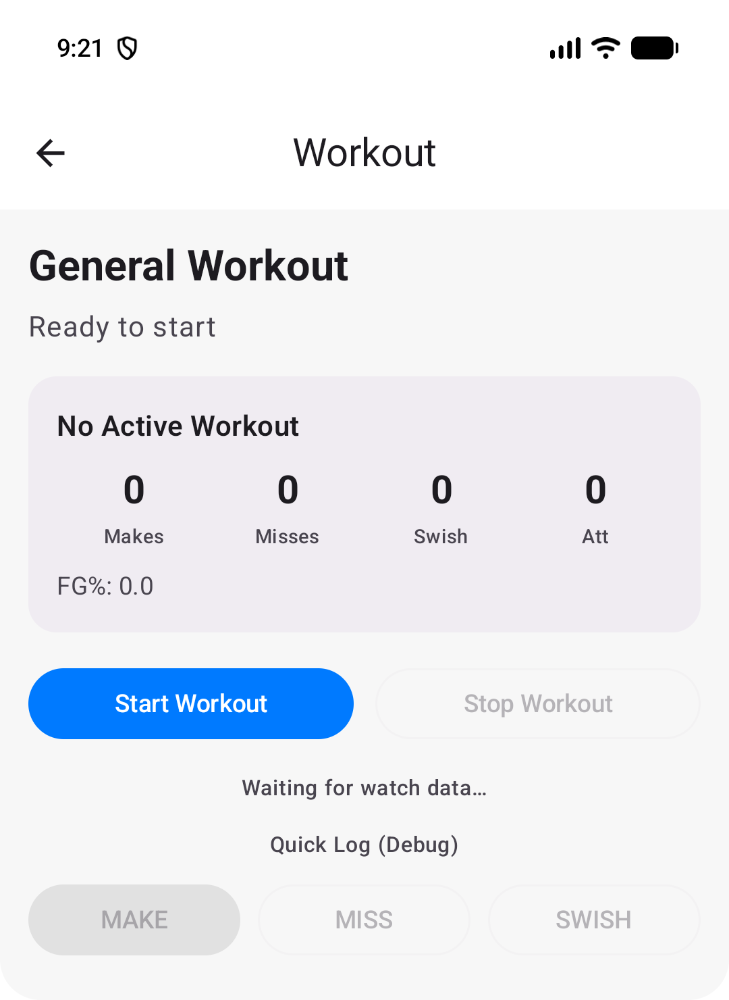 9:21
Workout
General Workout
Ready to start
No Active Workout
0 0 0 0
Makes Misses Swish Att
FG%: 0.0
Start Workout Stop Workout
Waiting for watch data…
Quick Log (Debug)
MAKE MISS SWISH